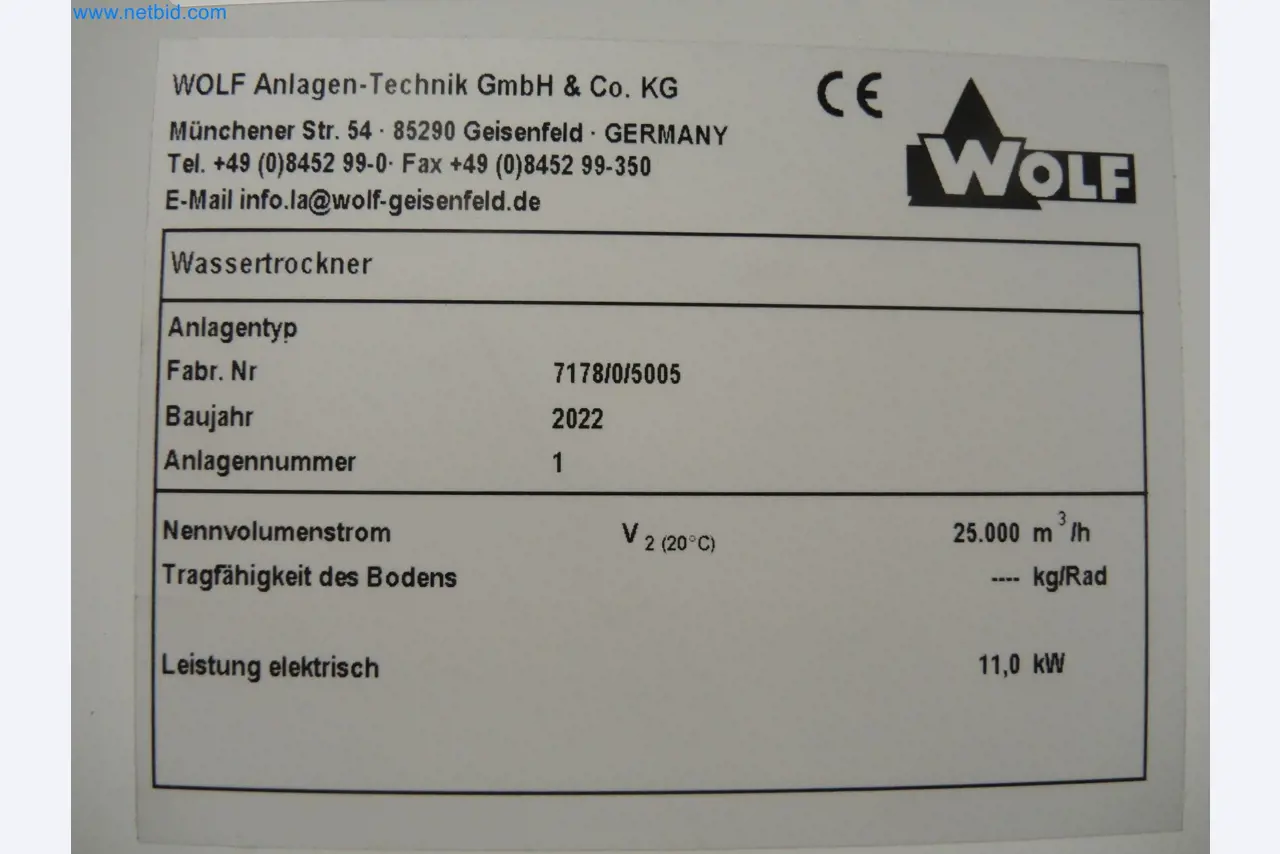 www.netbid.com
WOLF Anlagen-Technik GmbH & Co. KG
Münchener Str. 54 · 85290 Geisenfeld · GERMANY
Tel. +49 (0)8452 99-0· Fax +49 (0)8452 99-350
E-Mail info.la@wolf-geisenfeld.de
CE
WOLF
Wassertrockner
Anlagentyp
Fabr. Nr 7178/0/5005
Baujahr 2022
Anlagennummer 1
Nennvolumenstrom V 2 (20°C) 25.000 m³/h
Tragfähigkeit des Bodens ---- kg/Rad
Leistung elektrisch 11,0 kW